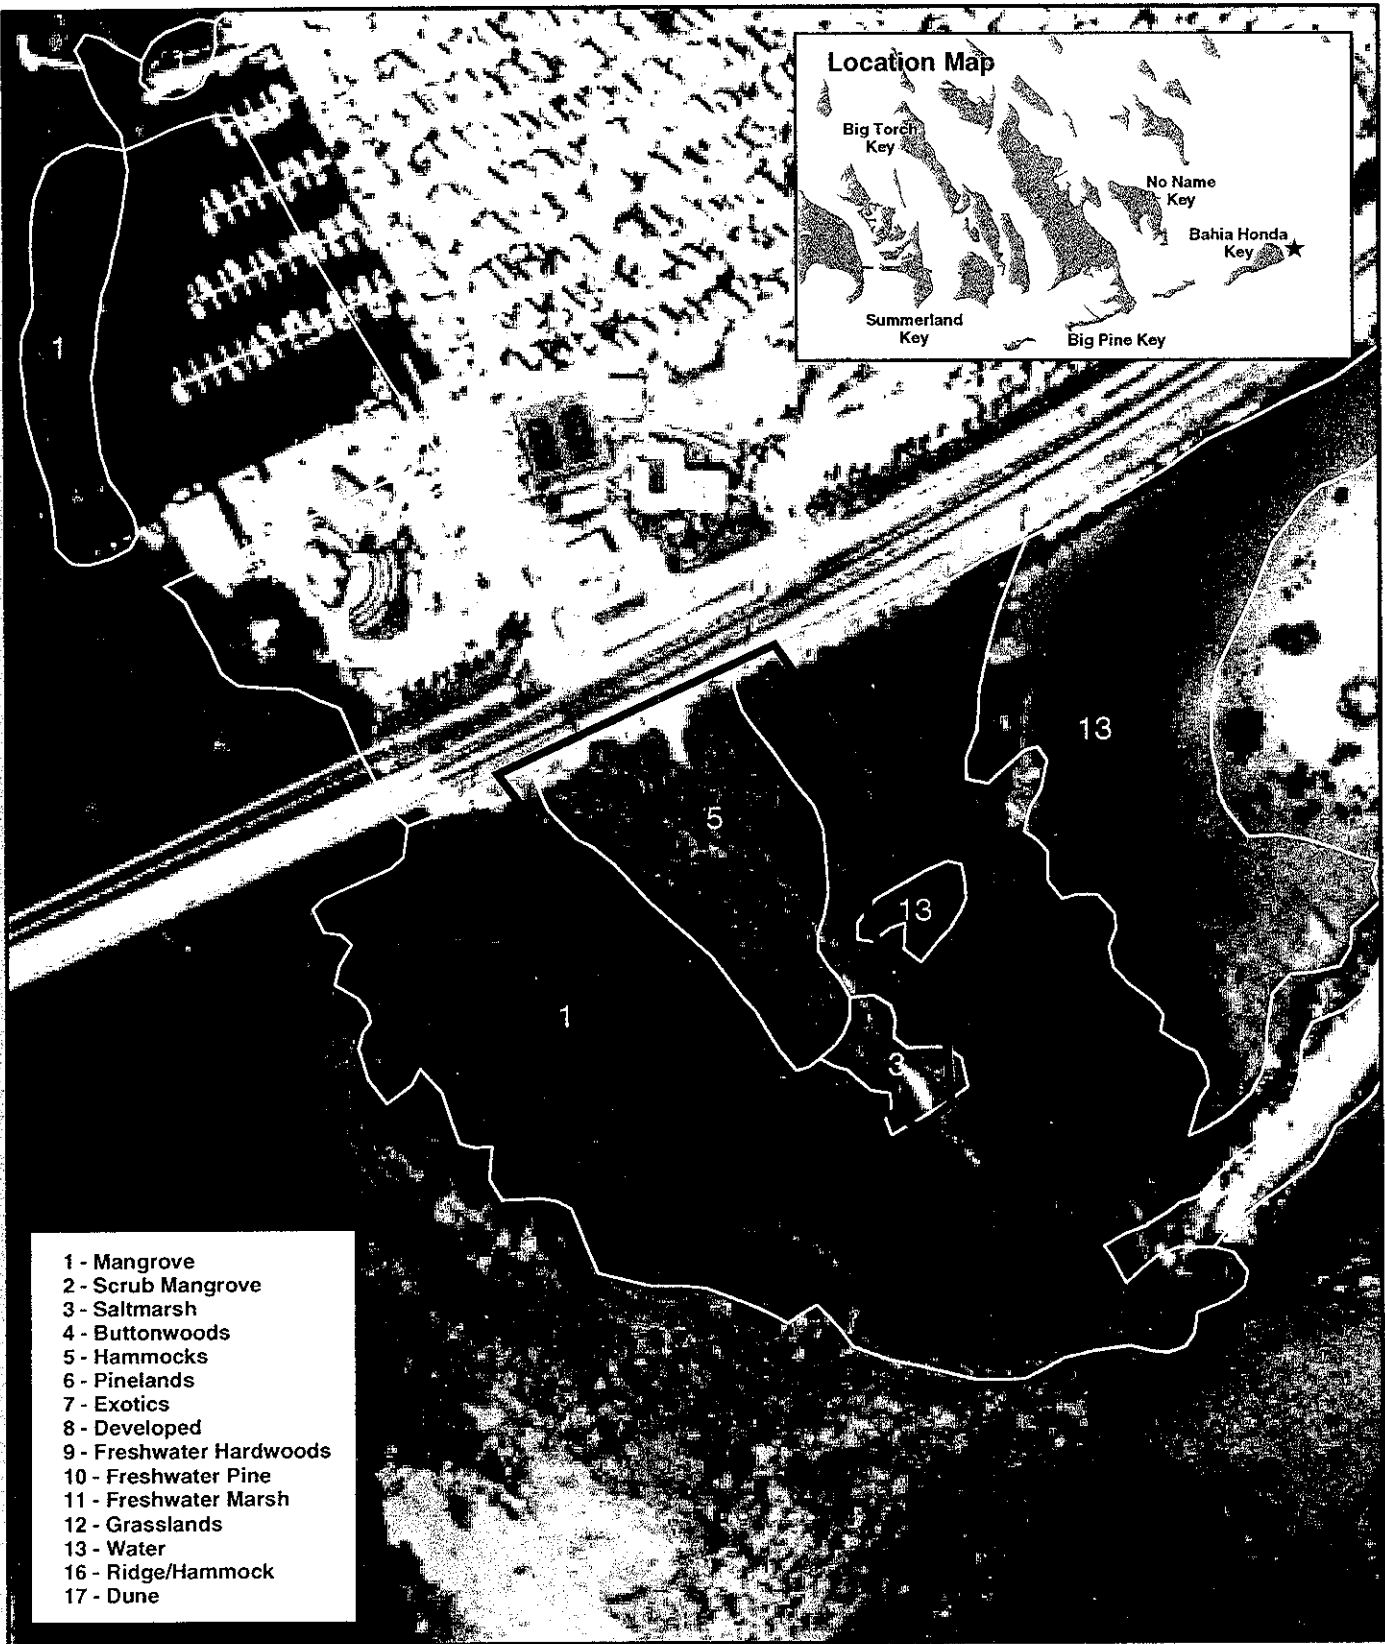 Location Map
Big Torch
Key
No Name
Key
Bahia Honda
Key
Summerland
Key
Big Pine Key
1
13
5
13
1
3
1 - Mangrove
2 - Scrub Mangrove
3 - Saltmarsh
4 - Buttonwoods
5 - Hammocks
6 - Pinelands
7 - Exotics
8 - Developed
9 - Freshwater Hardwoods
10 - Freshwater Pine
11 - Freshwater Marsh
12 - Grasslands
13 - Water
16 - Ridge/Hammock
17 - Dune